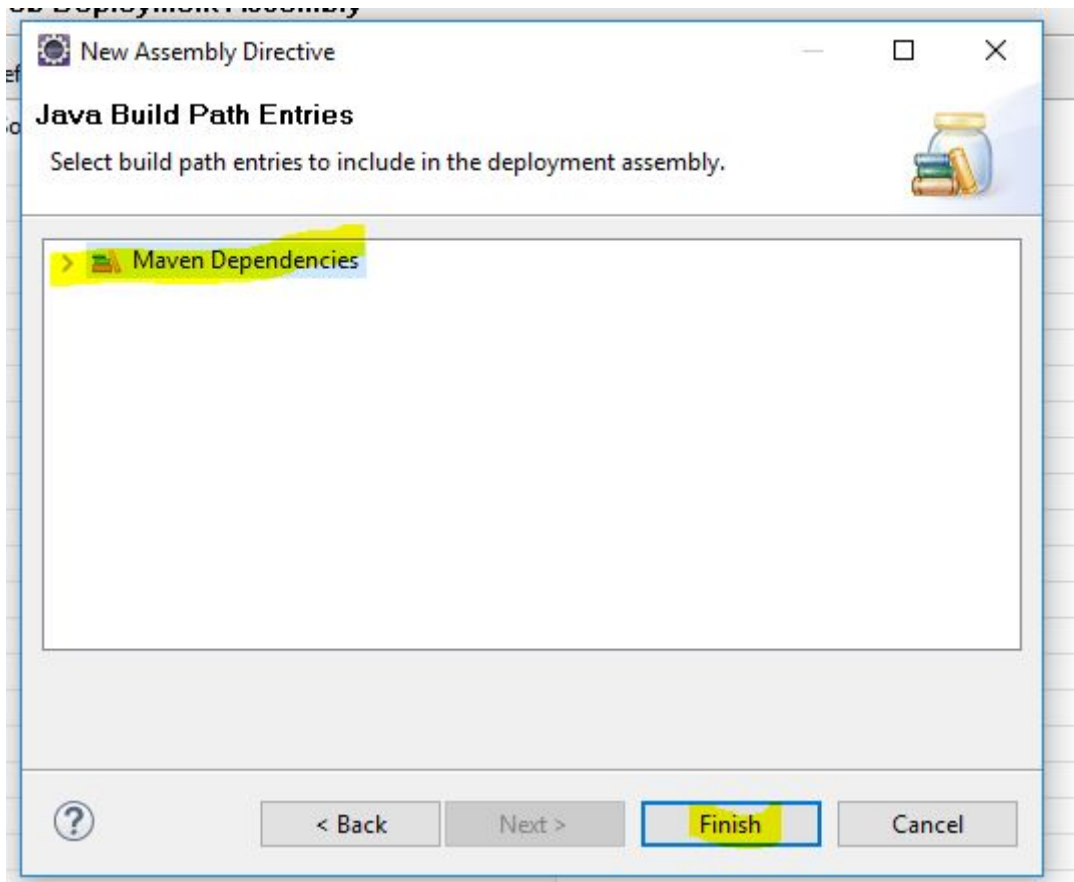 New Assembly Directive
Java Build Path Entries
Select build path entries to include in the deployment assembly.
> Maven Dependencies
?
< Back Next > Finish Cancel